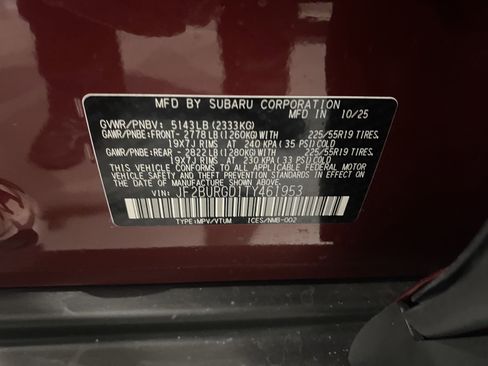 MFD BY SUBARU CORPORATION
MFD IN 10/25
GVWR/PNBV: 5143LB (2333KG)
GAWR/PNBE:FRONT- 2778LB(1260KG)WITH 225/55R19 TIRES.
19X7J RIMS AT 240 KPA( 35 PSI)COLD
GAWR/PNBE:REAR - 2822LB(1280KG)WITH 225/55R19 TIRES.
19X7J RIMS AT 230 KPA( 33 PSI)COLD
THIS VEHICLE CONFORMS TO ALL APPLICABLE FEDERAL MOTOR
VEHICLE SAFETY AND THEFT PREVENTION STANDARDS IN
EFFECT ON THE DATE OF MANUFACTURE SHOWN ABOVE.
VIN: JF2BURGD1TY461953
TYPE:MPV/VTUM ICES/NMB-002